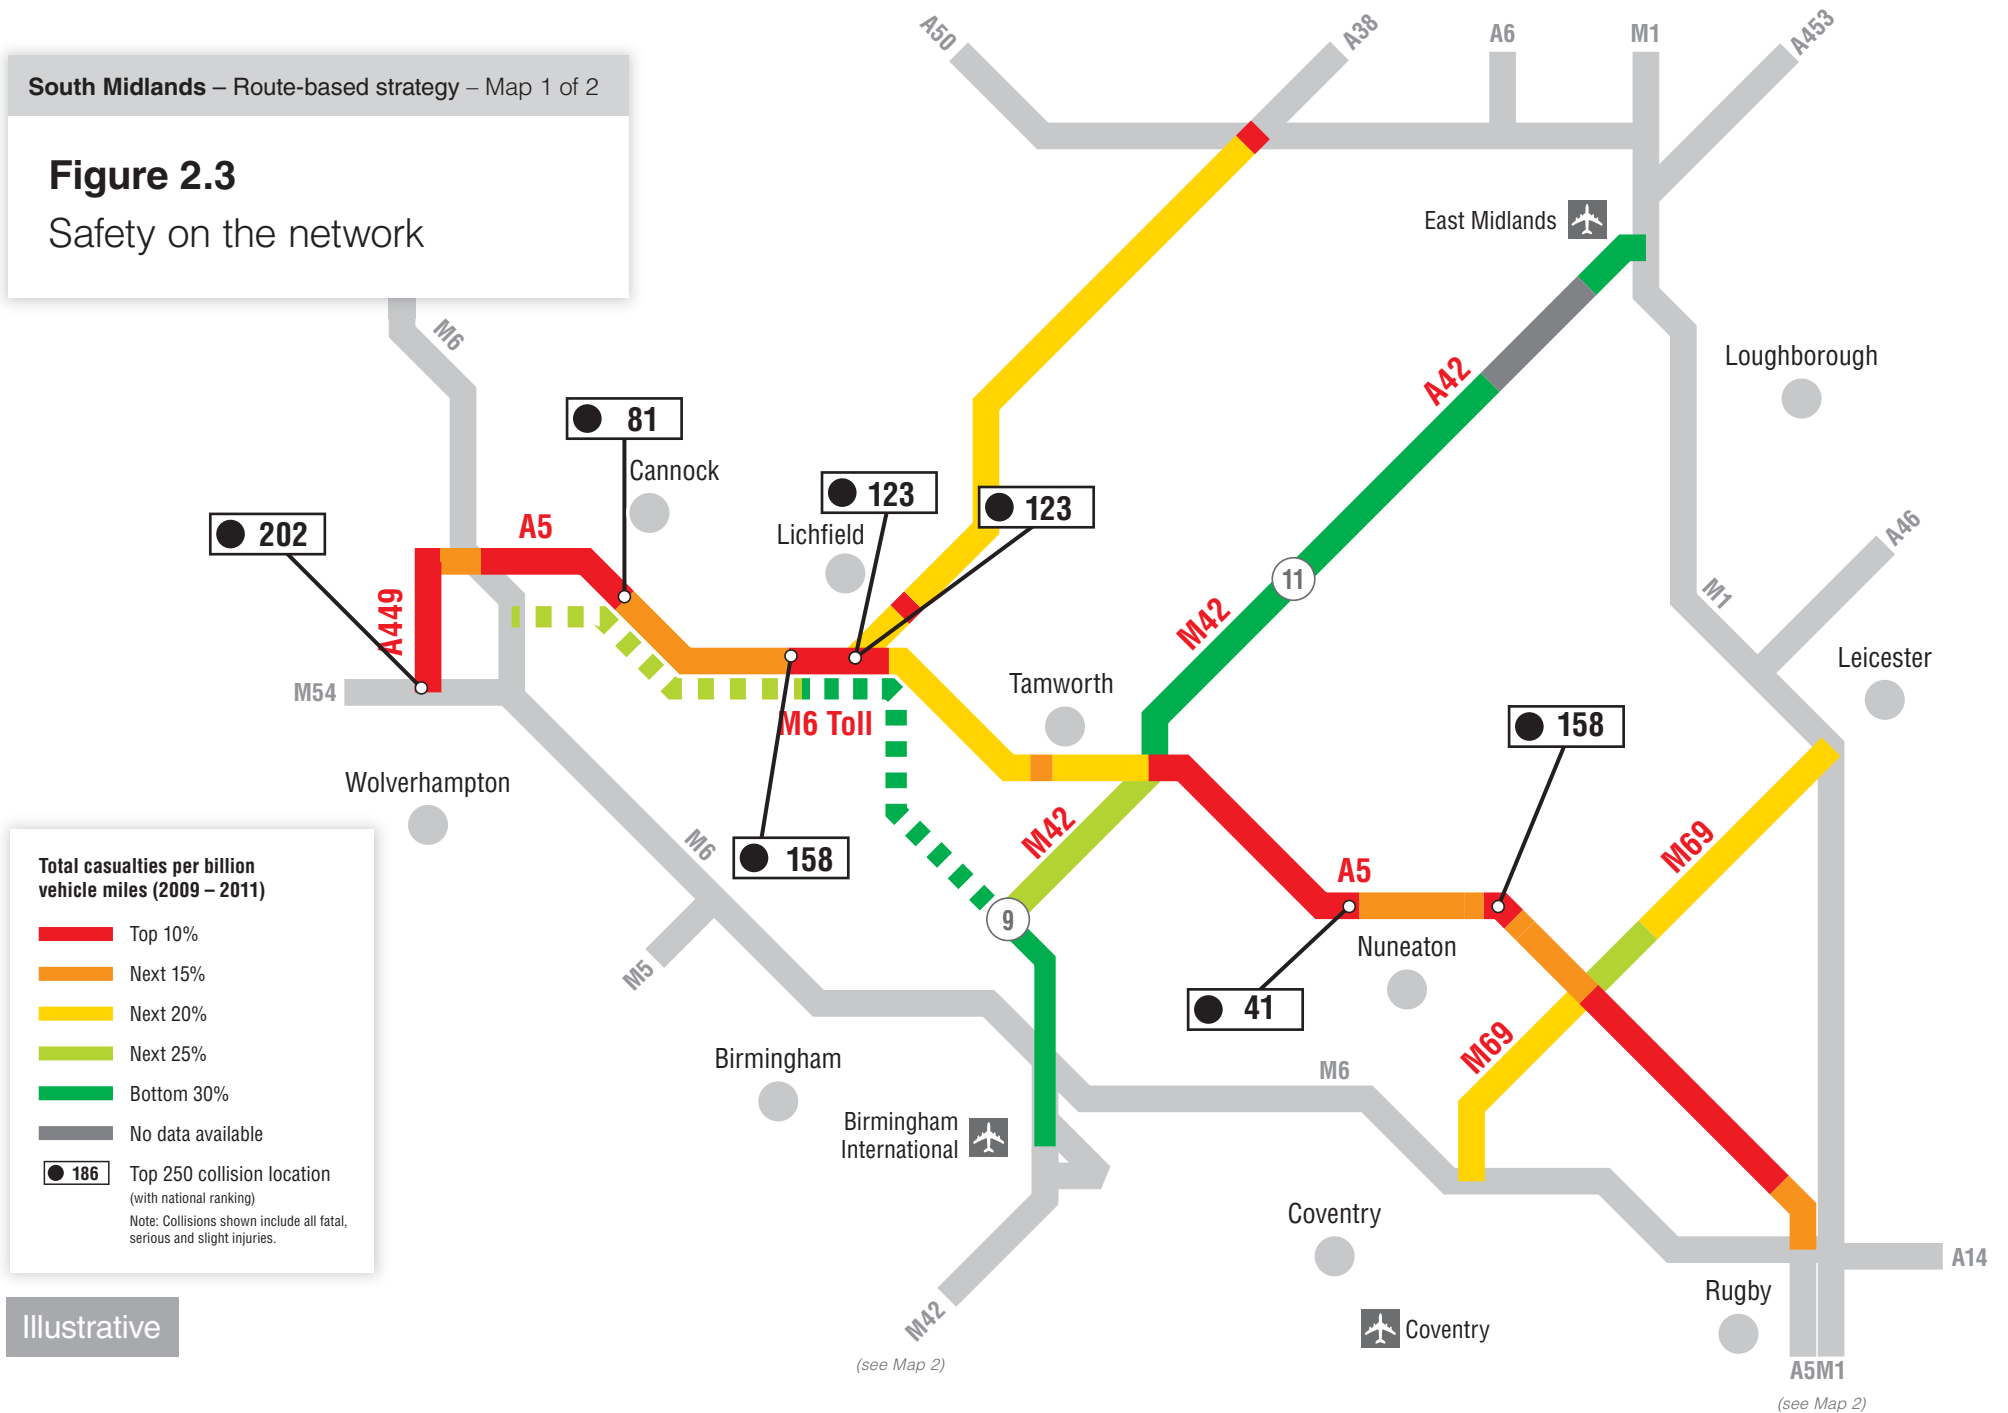 South Midlands – Route-based strategy – Map 1 of 2
Figure 2.3
Safety on the network
A50
A38
A6
M1
A453
East Midlands
M6
A42
Loughborough
81
Cannock
123
123
Lichfield
202
A5
A46
11
M1
A449
M42
Leicester
M54
Tamworth
M6 Toll
158
Wolverhampton
M6
M42
M69
158
A5
9
Nuneaton
M5
41
M69
Birmingham
M6
Birmingham
International
Coventry
Coventry
A14
Rugby
M42
(see Map 2)
A5
M1
(see Map 2)
Total casualties per billion
vehicle miles (2009 – 2011)
Top 10%
Next 15%
Next 20%
Next 25%
Bottom 30%
No data available
186
Top 250 collision location
(with national ranking)
Note: Collisions shown include all fatal,
serious and slight injuries.
Illustrative